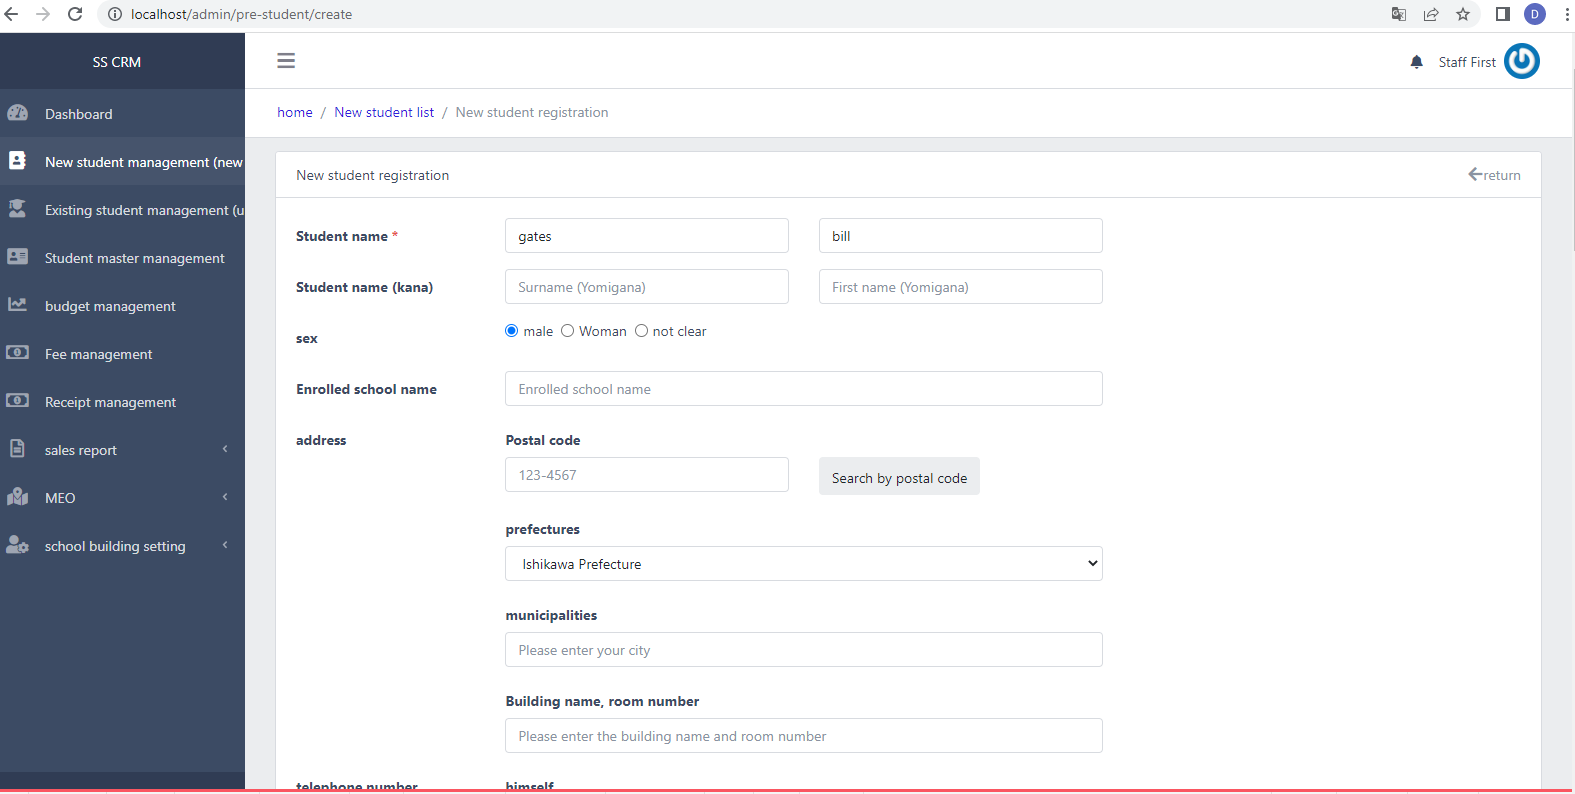 localhost/admin/pre-student/create
D
SS CRM
Staff First
Dashboard
New student management (new
Existing student management (u
Student master management
budget management
Fee management
Receipt management
sales report
MEO
school building setting
home / New student list / New student registration
New student registration
return
Student name *
gates
bill
Student name (kana)
Surname (Yomigana)
First name (Yomigana)
sex
male
Woman
not clear
Enrolled school name
Enrolled school name
address
Postal code
123-4567
Search by postal code
prefectures
Ishikawa Prefecture
municipalities
Please enter your city
Building name, room number
Please enter the building name and room number
telephone number
himself